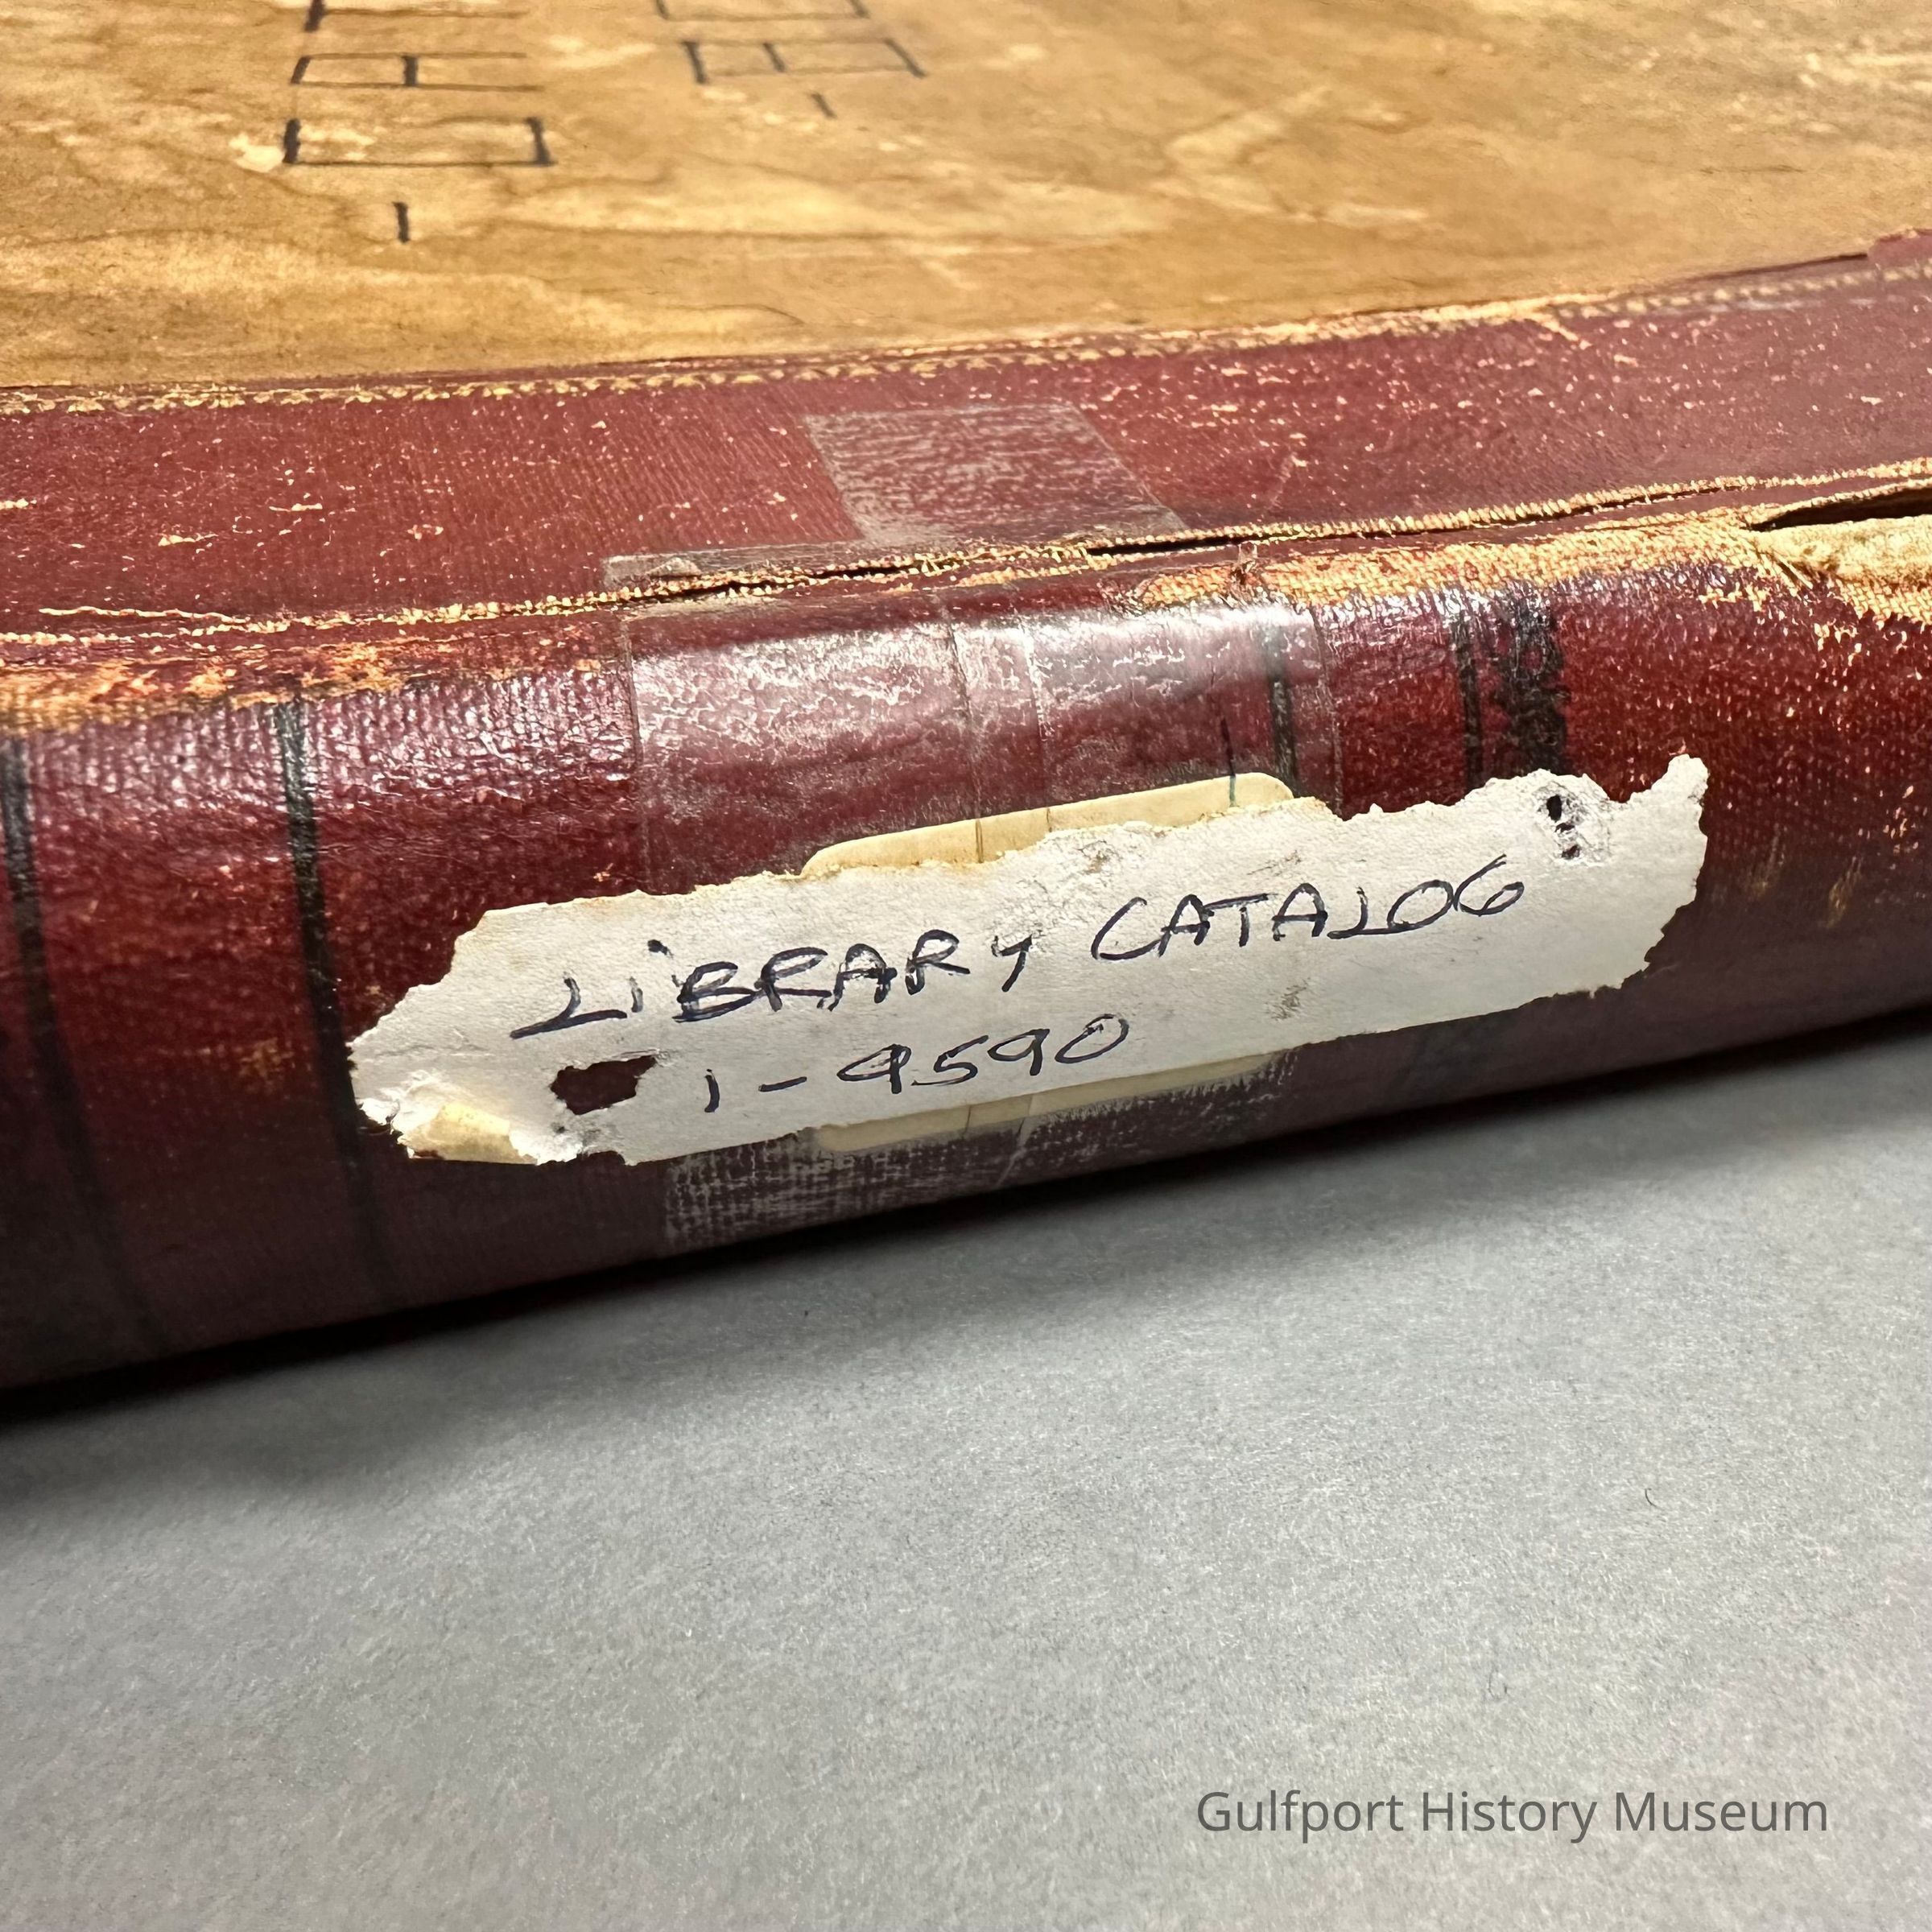 LiBRARY CATALOG
1-9590
Gulfport History Museum